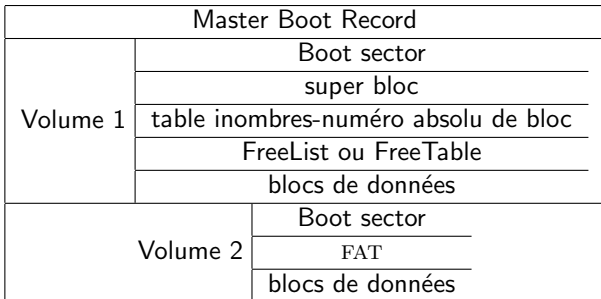 Master Boot Record
Boot sector
super bloc
Volume 1
table inombres-numéro absolu de bloc
FreeList ou FreeTable
blocs de données
Boot sector
Volume 2
FAT
blocs de données